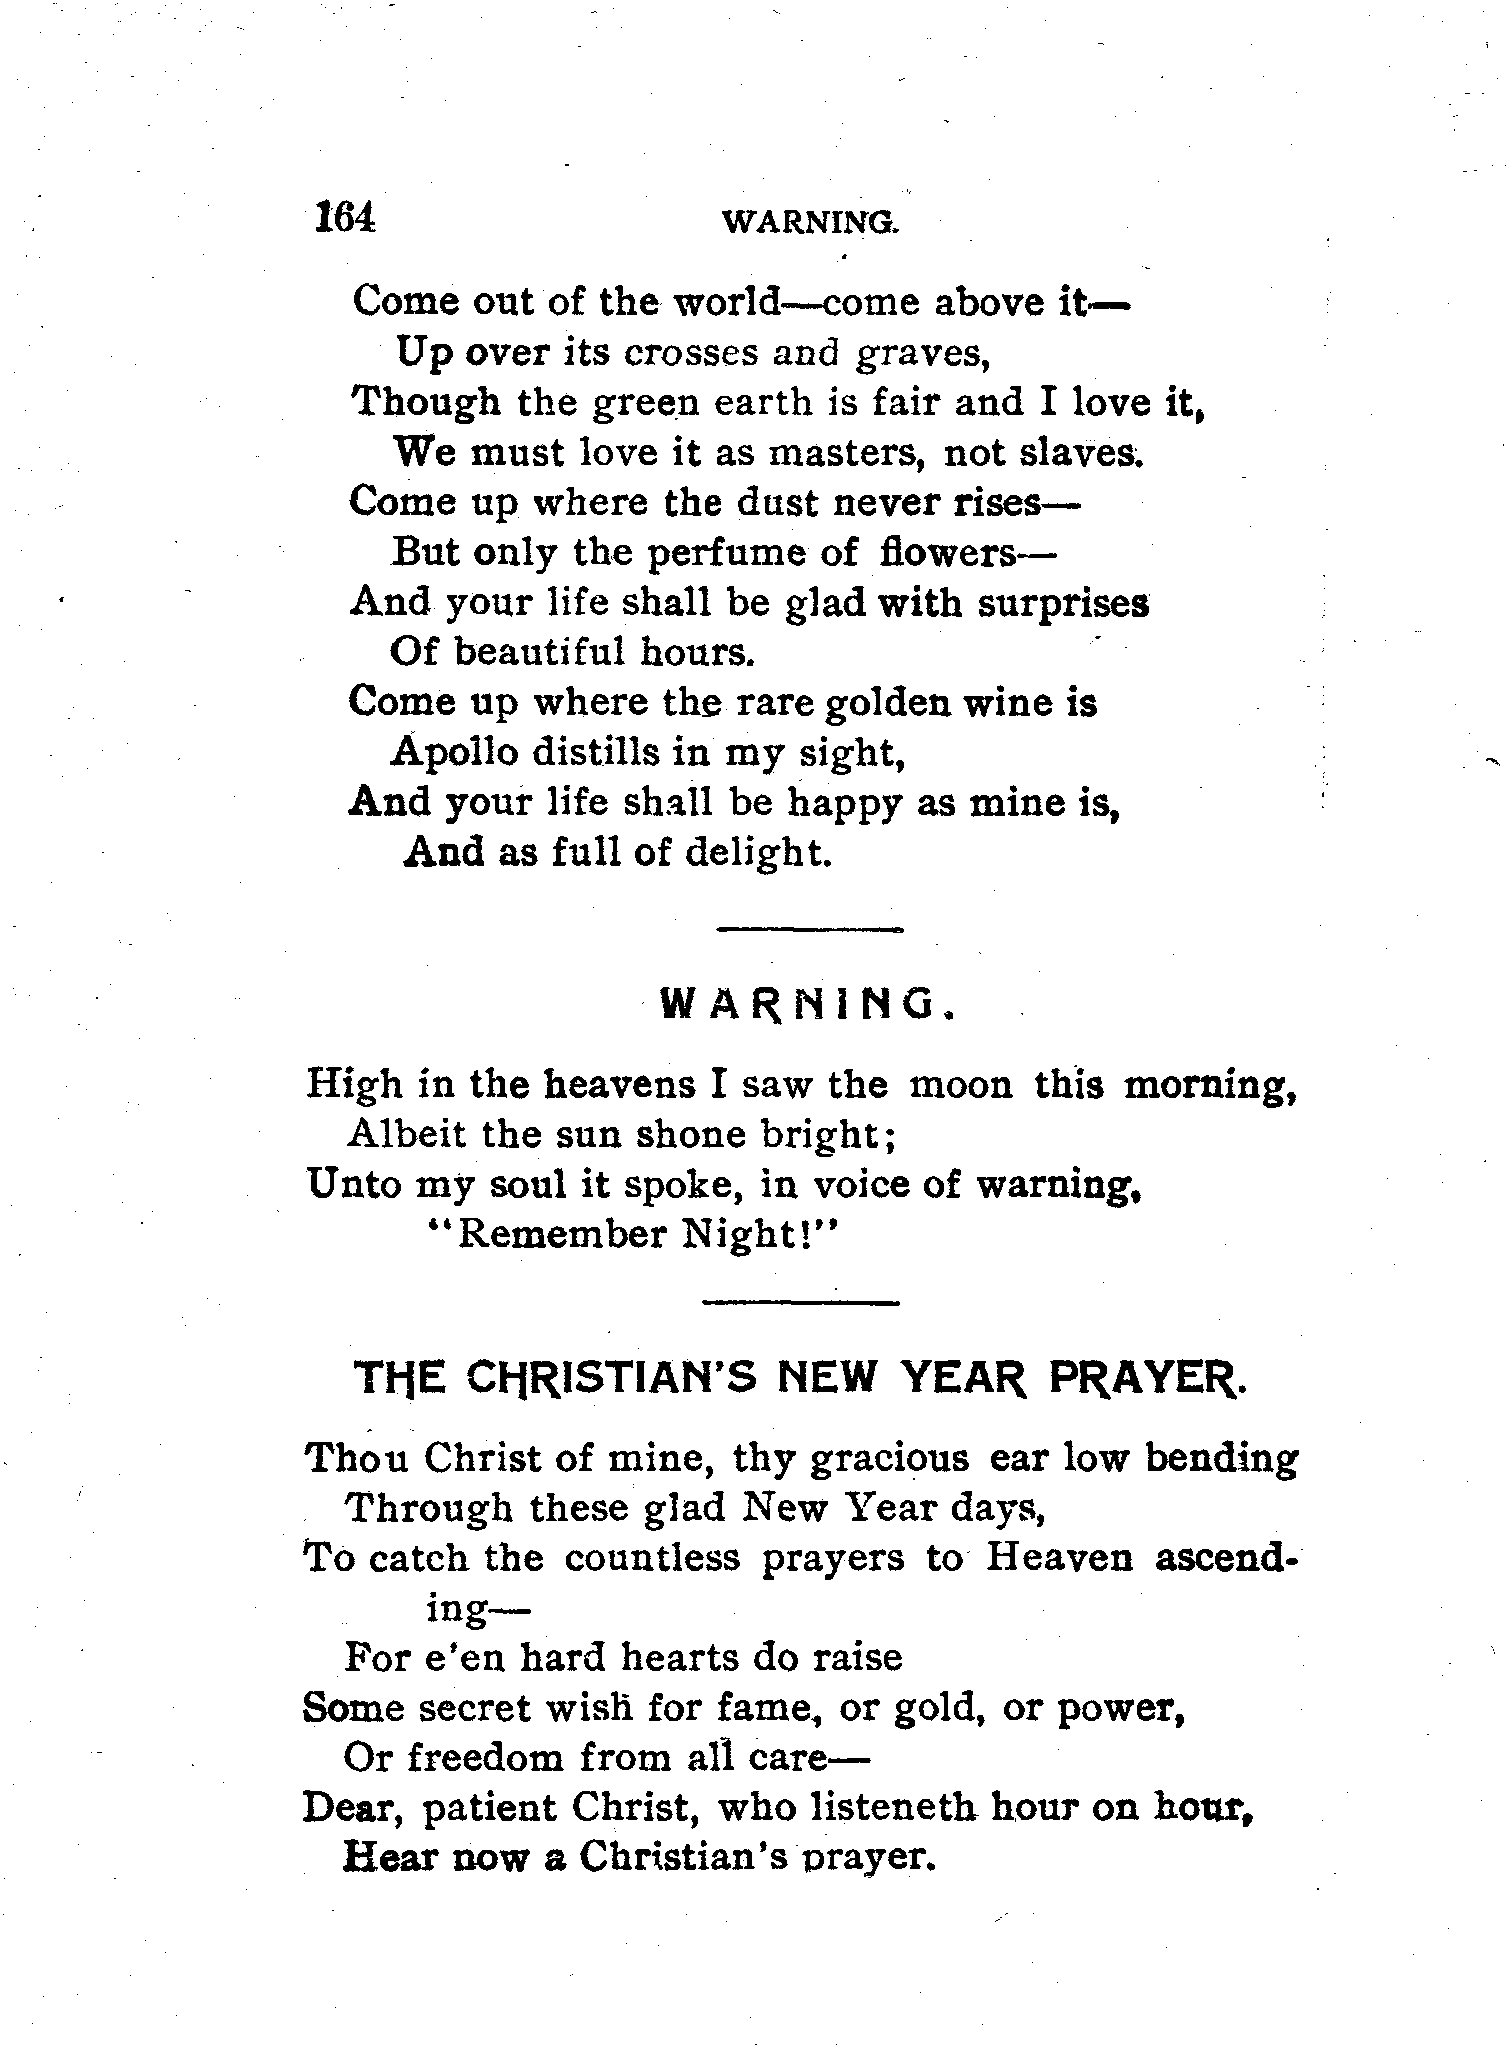 164 WARNING.
Come out of the world—come above it—
Up over its crosses and graves,
Though the green earth is fair and I love it,
We must love it as masters, not slaves.
Come up where the dust never rises—
But only the perfume of flowers—
And your life shall be glad with surprises
Of beautiful hours.
Come up where the rare golden wine is
Apollo distills in my sight,
And your life shall be happy as mine is,
And as full of delight.
WARNING.
High in the heavens I saw the moon this morning,
Albeit the sun shone bright;
Unto my soul it spoke, in voice of warning,
"Remember Night!"
THE CHRISTIAN'S NEW YEAR PRAYER.
Thou Christ of mine, thy gracious ear low bending
Through these glad New Year days,
To catch the countless prayers to Heaven ascend-
ing—
For e'en hard hearts do raise
Some secret wish for fame, or gold, or power,
Or freedom from all care—
Dear, patient Christ, who listeneth hour on hour,
Hear now a Christian's prayer.